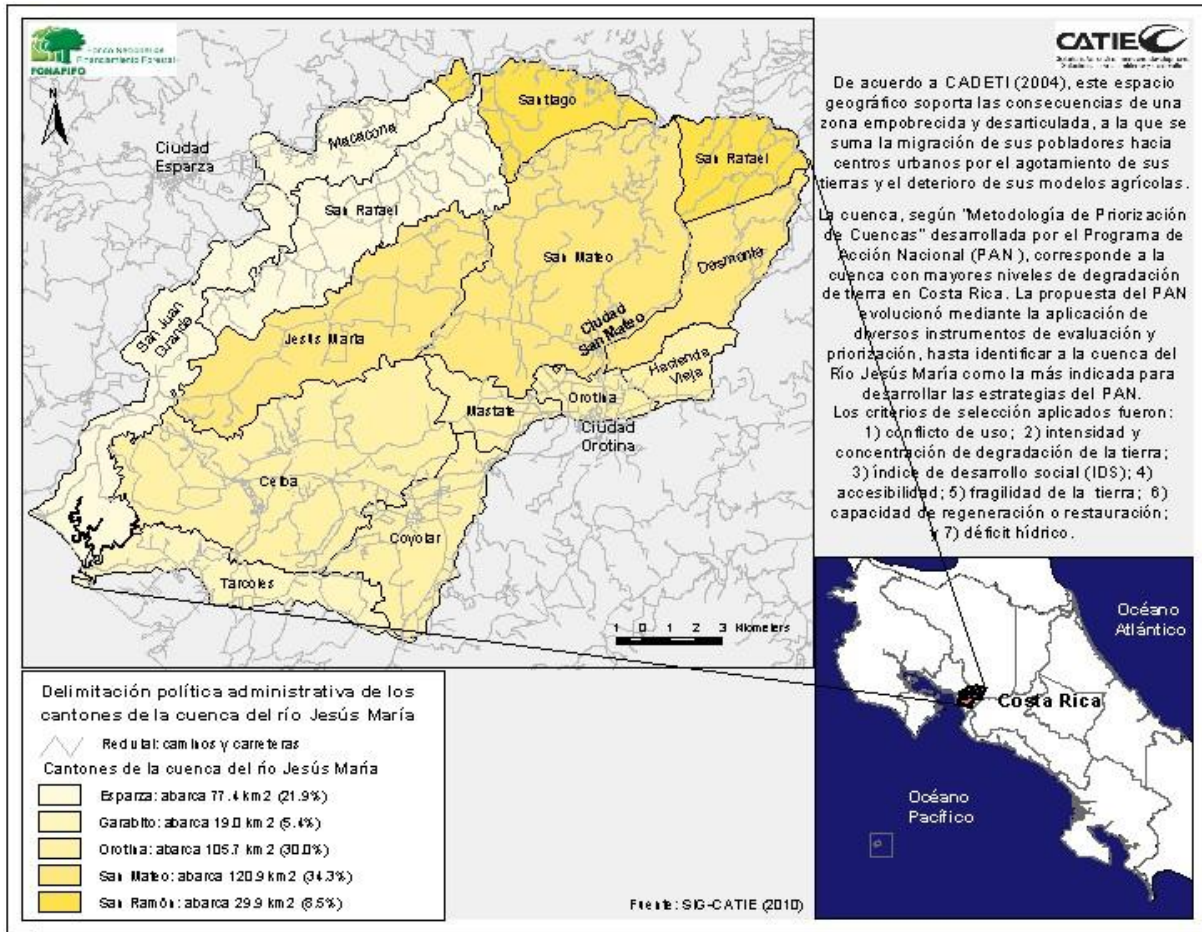 Fondo Nacional de
Financiamiento Forestal
FONAFIFO
CATIE
N
De acuerdo a CADETI (2004), este espacio
geográfico soporta las consecuencias de una
zona empobrecida y desarticulada, a la que se
suma la migración de sus pobladores hacia
centros urbanos por el agotamiento de sus
tierras y el deterioro de sus modelos agrícolas.
La cuenca, según "Metodología de Priorización
de Cuencas" desarrollada por el Programa de
Acción Nacional (PAN ), corresponde a la
cuenca con mayores niveles de degradación
de tierra en Costa Rica. La propuesta del PAN
evolucionó mediante la aplicación de
diversos instrumentos de evaluación y
priorización, hasta identificar a la cuenca del
Río Jesús María como la más indicada para
desarrollar las estrategias del PAN.
Los criterios de selección aplicados fueron:
1) conflicto de uso; 2) intensidad y
concentración de degradación de la tierra;
3) índice de desarrollo social (IDS); 4)
accesibilidad; 5) fragilidad de la tierra; 6)
capacidad de regeneración o restauración;
y 7) déficit hídrico.
Ciudad
Esparza
Macacona
Santiago
San Rafael
San Rafael
San Mateo
Desmonte
San Juan
Grande
Jesús María
Ciudad
San Mateo
Hacienda
Vieja
Mastate
Orotina
Ciudad
Orotina
Ceiba
Coyolar
Tarcoles
1 0 1 2 3 Kilometers
Delimitación política administrativa de los
cantones de la cuenca del río Jesús María
Red vial: caminos y carreteras
Cantones de la cuenca del río Jesús María
Esparza: abarca 77.4 km2 (21.9%)
Garabito: abarca 19.0 km2 (5.4%)
Orotina: abarca 105.7 km2 (30.0%)
San Mateo: abarca 120.9 km2 (34.3%)
San Ramón: abarca 29.9 km2 (8.5%)
Fuente: SIG-CATIE (2010)
Océano
Atlántico
Costa Rica
Océano
Pacífico